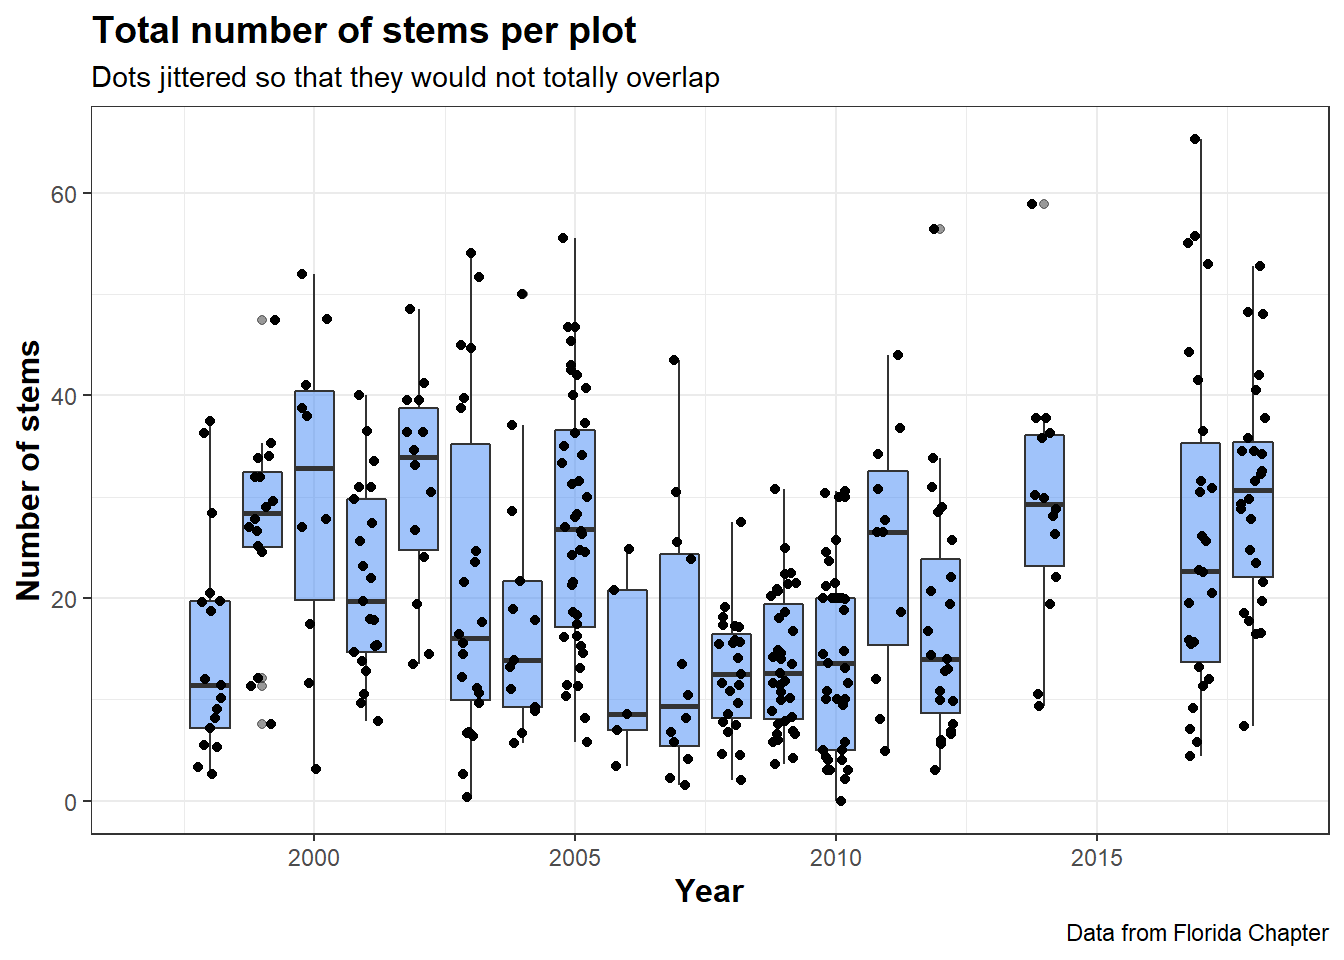 Total number of stems per plot
Dots jittered so that they would not totally overlap
Number of stems
60
40
20
0
2000 2005 2010 2015
Year
Data from Florida Chapter